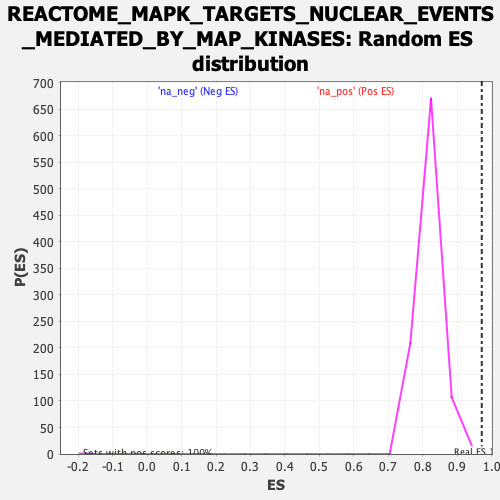 REACTOME_MAPK_TARGETS_NUCLEAR_EVENTS
_MEDIATED_BY_MAP_KINASES: Random ES
distribution
'na_neg' (Neg ES) 'na_pos' (Pos ES)
700
650
600
550
500
450
400
350
300
250
200
150
100
50
0
P(ES)
Sets with pos scores: 100%
Real ES 1
-0.2 -0.1 0.0 0.1 0.2 0.3 0.4 0.5 0.6 0.7 0.8 0.9 1.0
ES